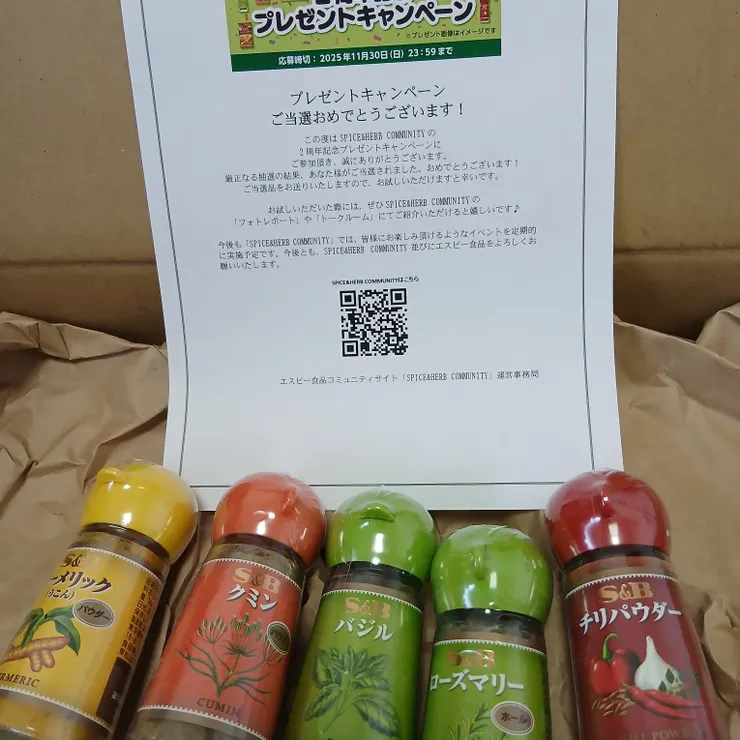 プレゼントキャンペーン
※プレゼント画像はイメージです
応募締切：2025年11月30日(日) 23:59まで
プレゼントキャンペーン
ご当選おめでとうございます！
この度はSPICE&HERB COMMUNITYの
2周年記念プレゼントキャンペーンに
ご参加頂き、誠にありがとうございます。
厳正なる抽選の結果、あなた様がご当選されました。おめでとうございます！
ご当選品をお送りいたしますので、お試しいただけますと幸いです。
お試しいただいた際には、ぜひSPICE&HERB COMMUNITYの
「フォトレポート」や「トークルーム」にてご紹介いただけると嬉しいです♪
今後も「SPICE&HERB COMMUNITY」では、皆様にお楽しみ頂けるようなイベントを定期的
に実施予定です。今後とも、SPICE&HERB COMMUNITY 並びにエスビー食品をよろしくお
願いいたします。
SPICE&HERB COMMUNITYはこちら
エスビー食品コミュニティサイト「SPICE&HERB COMMUNITY」運営事務局
S&B
ーメリック
(うこん)
パウダー
TURMERIC
S&B
クミン
CUMIN
S&B
バジル
S&B
ローズマリー
ホール
S&B
チリパウダー